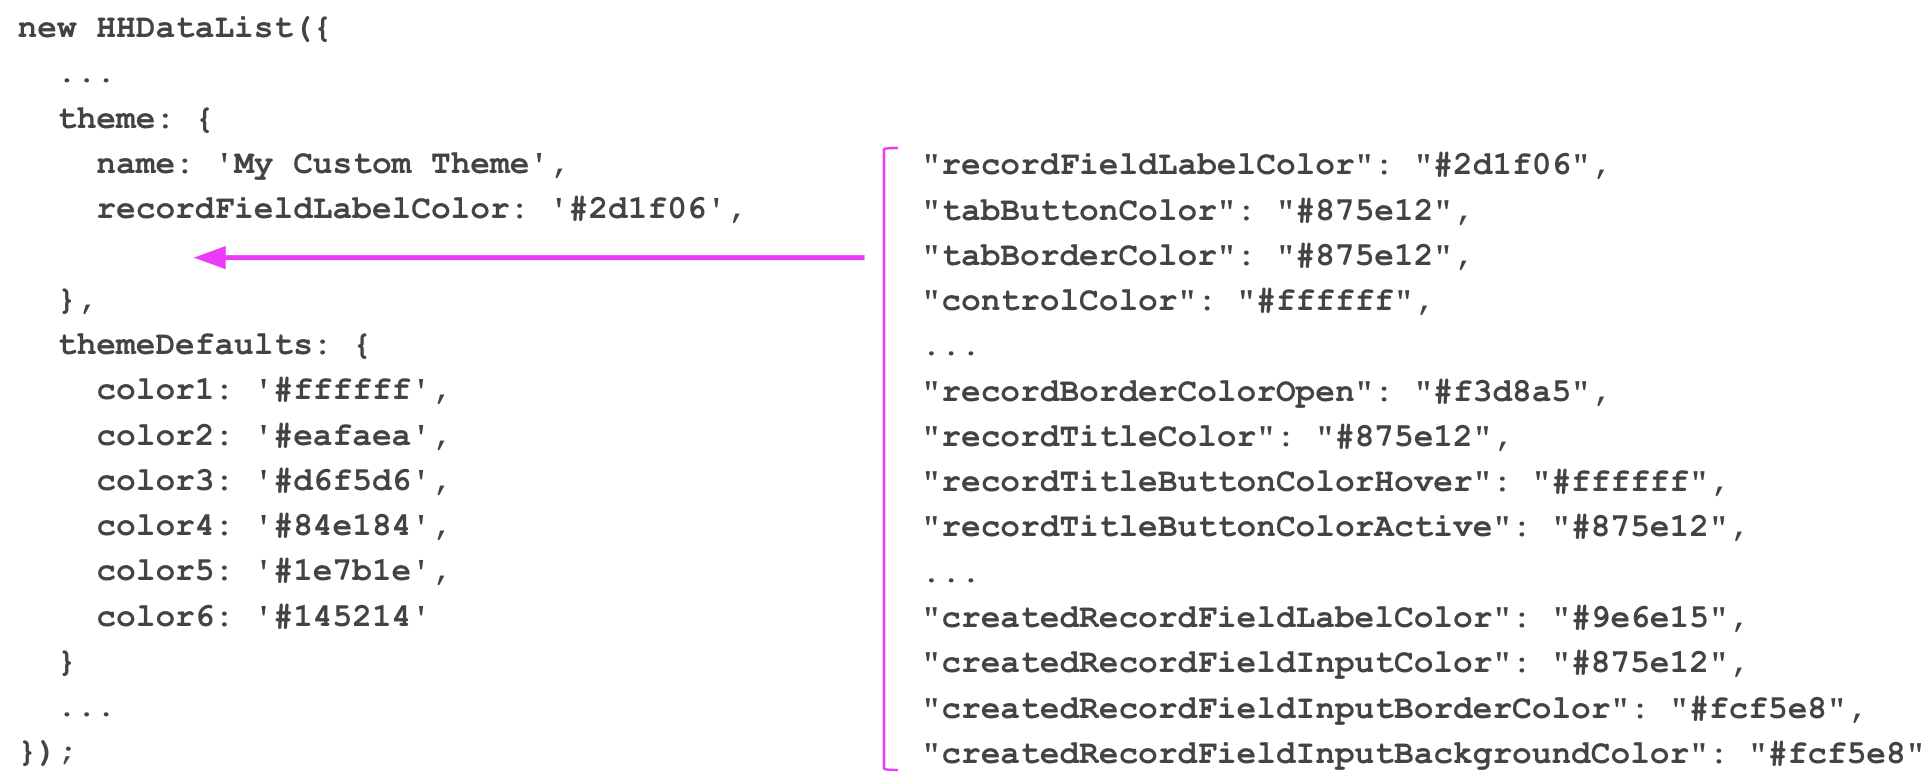 new HHDataList({
...
theme: {
name: 'My Custom Theme',
recordFieldLabelColor: '#2d1f06',
},
themeDefaults: {
color1: '#ffffff',
color2: '#eafaea',
color3: '#d6f5d6',
color4: '#84e184',
color5: '#1e7b1e',
color6: '#145214'
}
...
});
"recordFieldLabelColor": "#2d1f06",
"tabButtonColor": "#875e12",
"tabBorderColor": "#875e12",
"controlColor": "#ffffff",
...
"recordBorderColorOpen": "#f3d8a5",
"recordTitleColor": "#875e12",
"recordTitleButtonColorHover": "#ffffff",
"recordTitleButtonColorActive": "#875e12",
...
"createdRecordFieldLabelColor": "#9e6e15",
"createdRecordFieldInputColor": "#875e12",
"createdRecordFieldInputBorderColor": "#fcf5e8",
"createdRecordFieldInputBackgroundColor": "#fcf5e8"